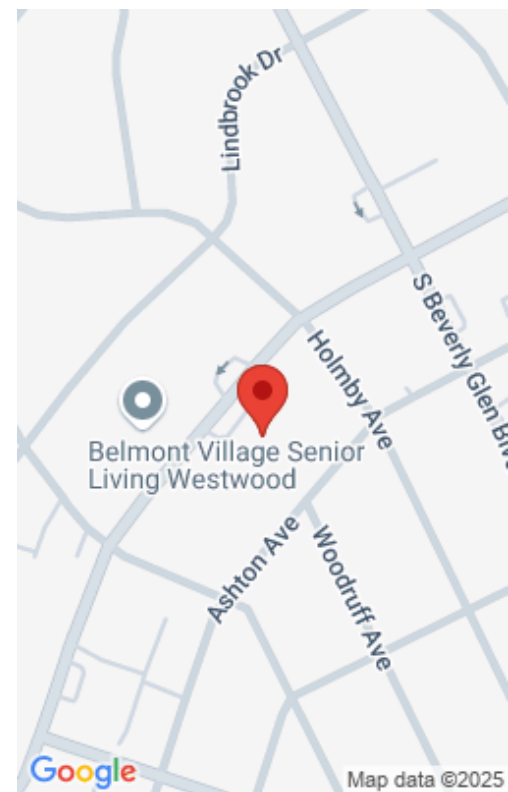 Lindbrook Dr
S Beverly Glen Blv
Holmby Ave
Belmont Village Senior
Living Westwood
Ashton Ave
Woodruff Ave
Google
Map data ©2025